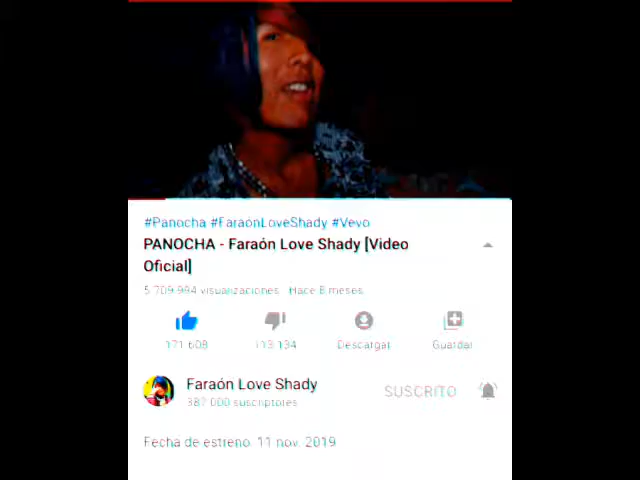 #Panocha #FaraónLoveShady #Vevo
PANOCHA - Faraón Love Shady [Video
Oficial]
5 709 994 visualizaciones · Hace 8 meses
171 608
113 134
Descargar
Guardar
Faraón Love Shady
387 000 suscriptores
SUSCRITO
Fecha de estreno: 11 nov. 2019